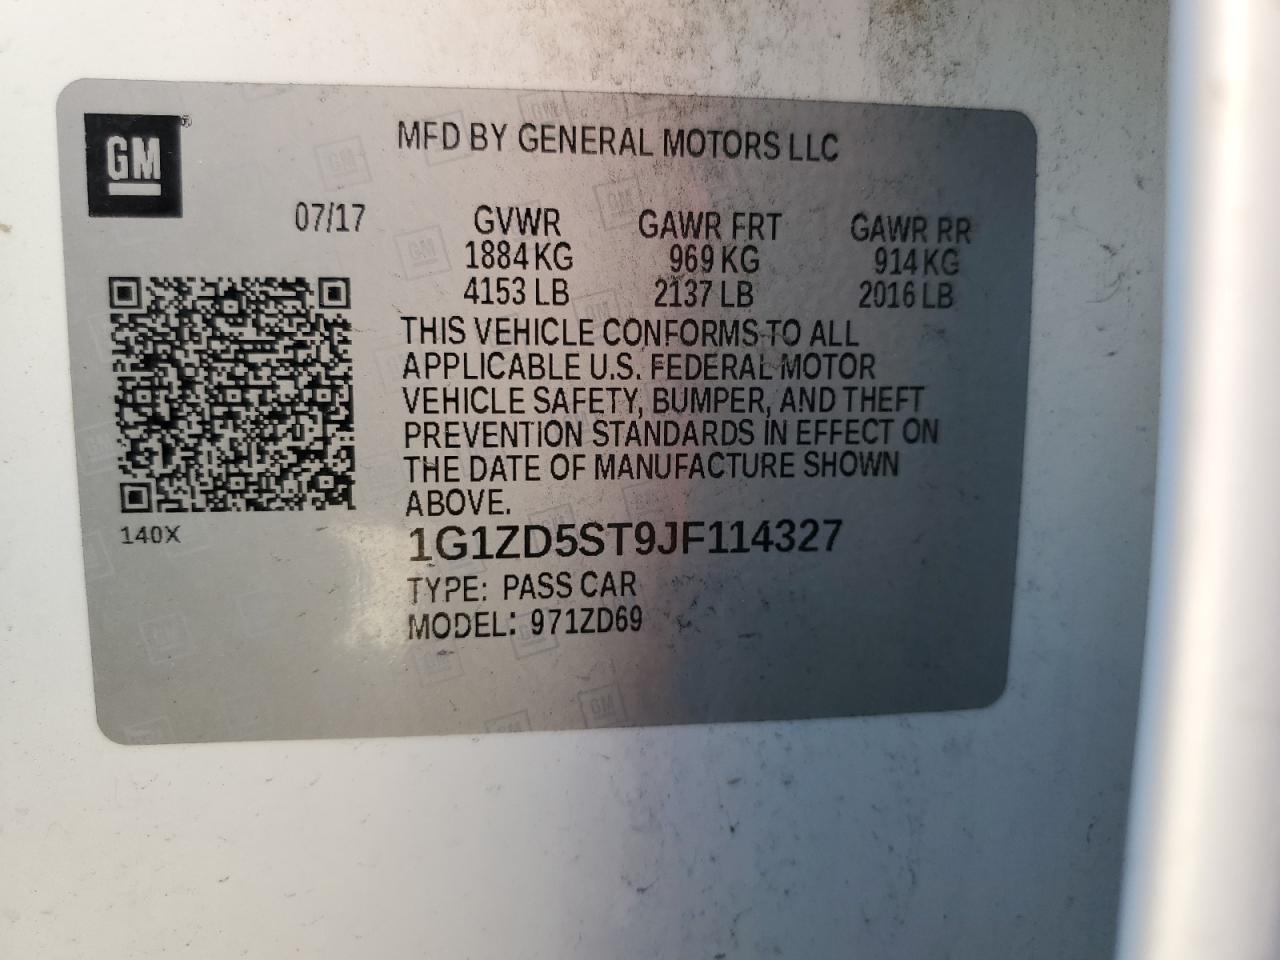 GM
MFD BY GENERAL MOTORS LLC
07/17 GVWR GAWR FRT GAWR RR
1884 KG 969 KG 914 KG
4153 LB 2137 LB 2016 LB
THIS VEHICLE CONFORMS TO ALL
APPLICABLE U.S. FEDERAL MOTOR
VEHICLE SAFETY, BUMPER, AND THEFT
PREVENTION STANDARDS IN EFFECT ON
THE DATE OF MANUFACTURE SHOWN
ABOVE.
140X
1G1ZD5ST9JF114327
TYPE: PASS CAR
MODEL: 971ZD69